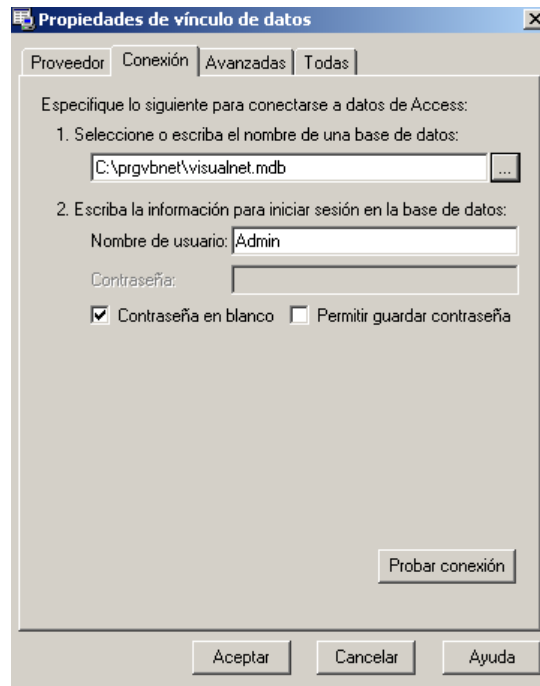 Propiedades de vínculo de datos
Proveedor Conexión Avanzadas Todas
Especifique lo siguiente para conectarse a datos de Access:
1. Seleccione o escriba el nombre de una base de datos:
C:\prgvbnet\visualnet.mdb ...
2. Escriba la información para iniciar sesión en la base de datos:
Nombre de usuario: Admin
Contraseña:
Contraseña en blanco Permitir guardar contraseña
Probar conexión
Aceptar Cancelar Ayuda